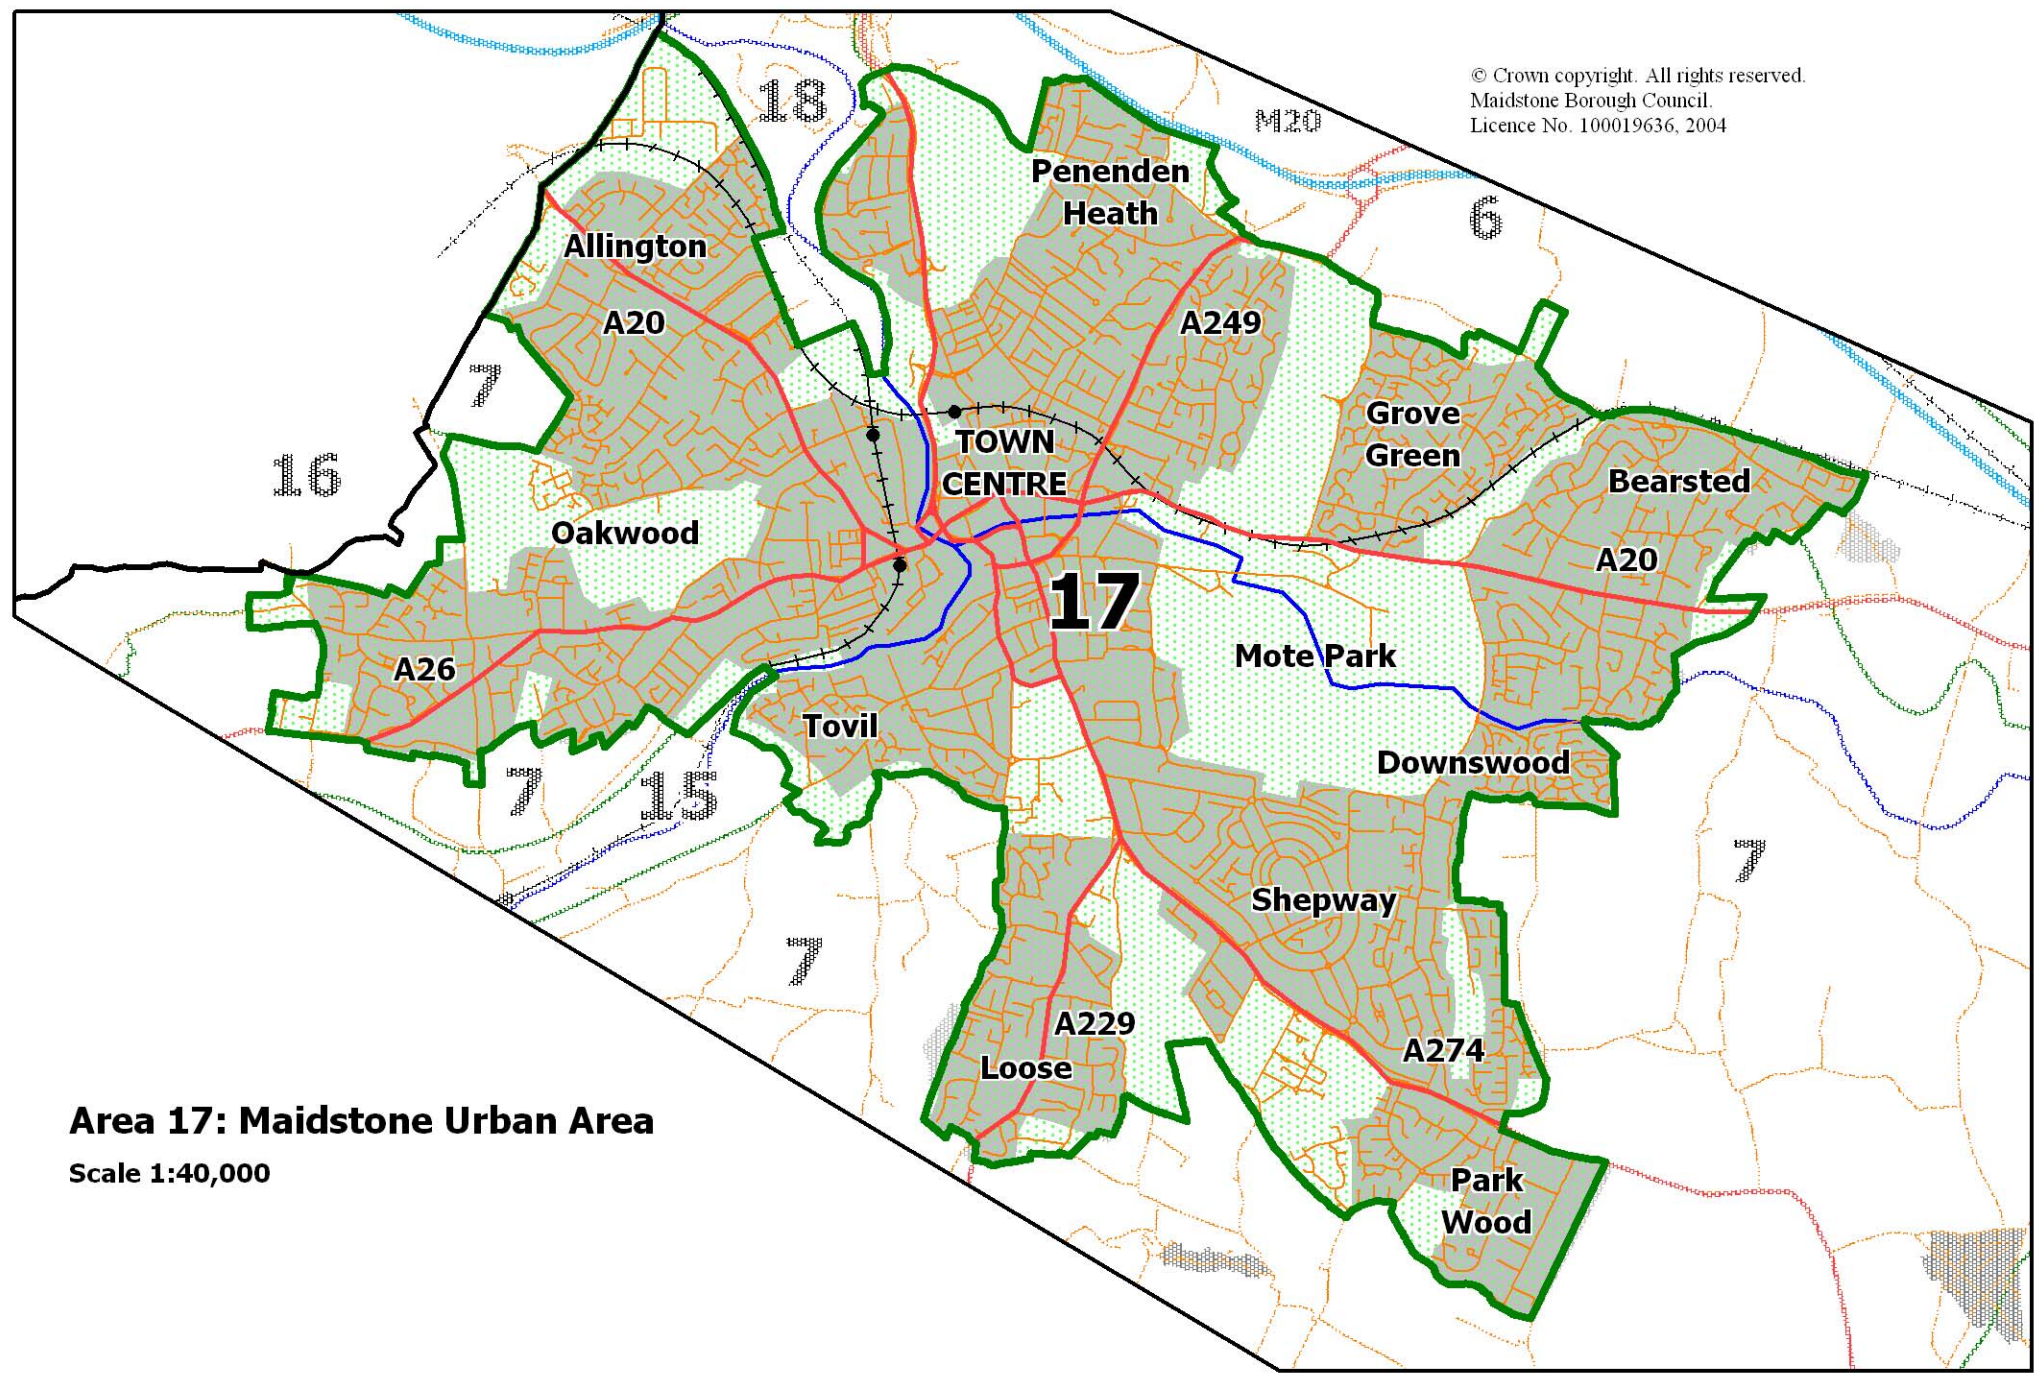 © Crown copyright. All rights reserved.
Maidstone Borough Council.
Licence No. 100019636, 2004
18
M20
Penenden
Heath
6
Allington
A20
A249
7
Grove
Green
TOWN
CENTRE
16
Bearsted
Oakwood
A20
17
Mote Park
A26
Tovil
Downswood
7
15
7
Shepway
7
A229
A274
Loose
Area 17: Maidstone Urban Area
Scale 1:40,000
Park
Wood